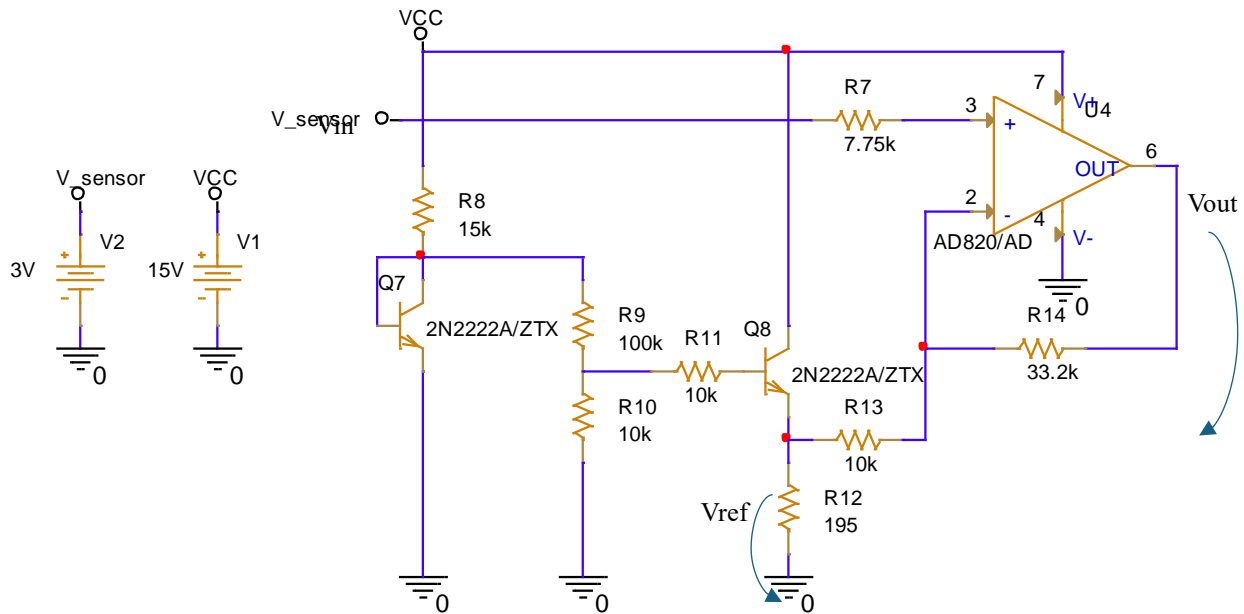 VCC
R7
7
V+
U4
V_sensor
Vin
3
+
7.75k
6
OUT
V_sensor
VCC
R8
15k
2
-
4
Vout
AD820/AD
V-
+
V2
+
V1
3V
15V
-
-
Q7
0
R14
2N2222A/ZTX
R9
100k
R11
Q8
33.2k
0
0
10k
2N2222A/ZTX
R10
10k
R13
10k
Vref
R12
195
0
0
0